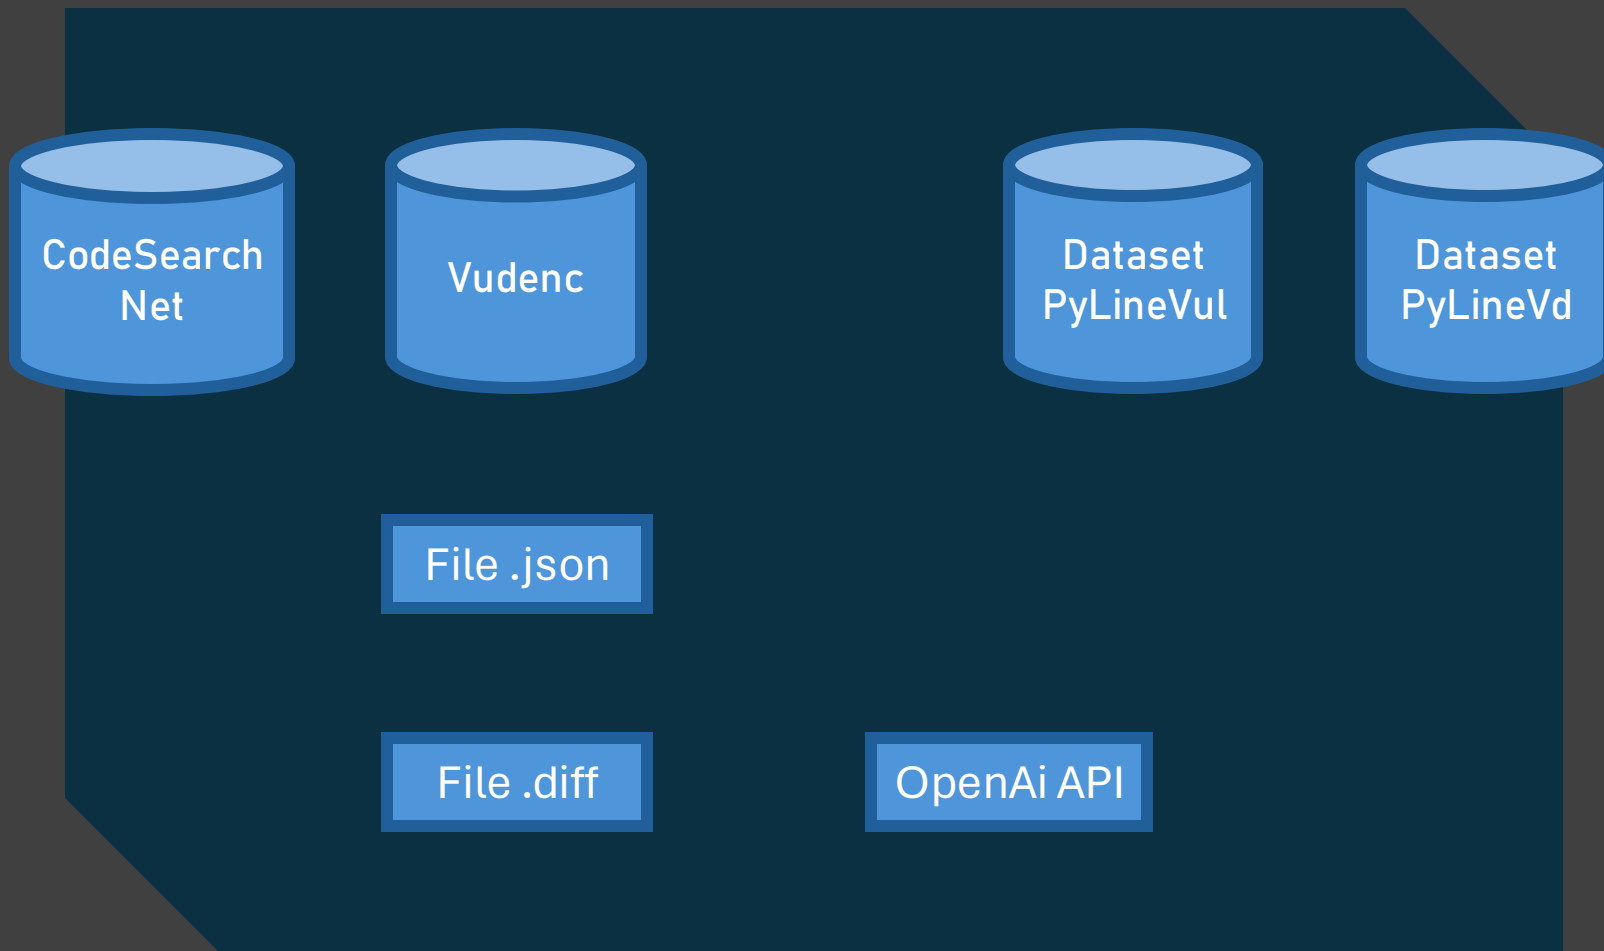 CodeSearch
Net
Vudenc
Dataset
PyLineVul
Dataset
PyLineVd
File .json
File .diff
OpenAi API